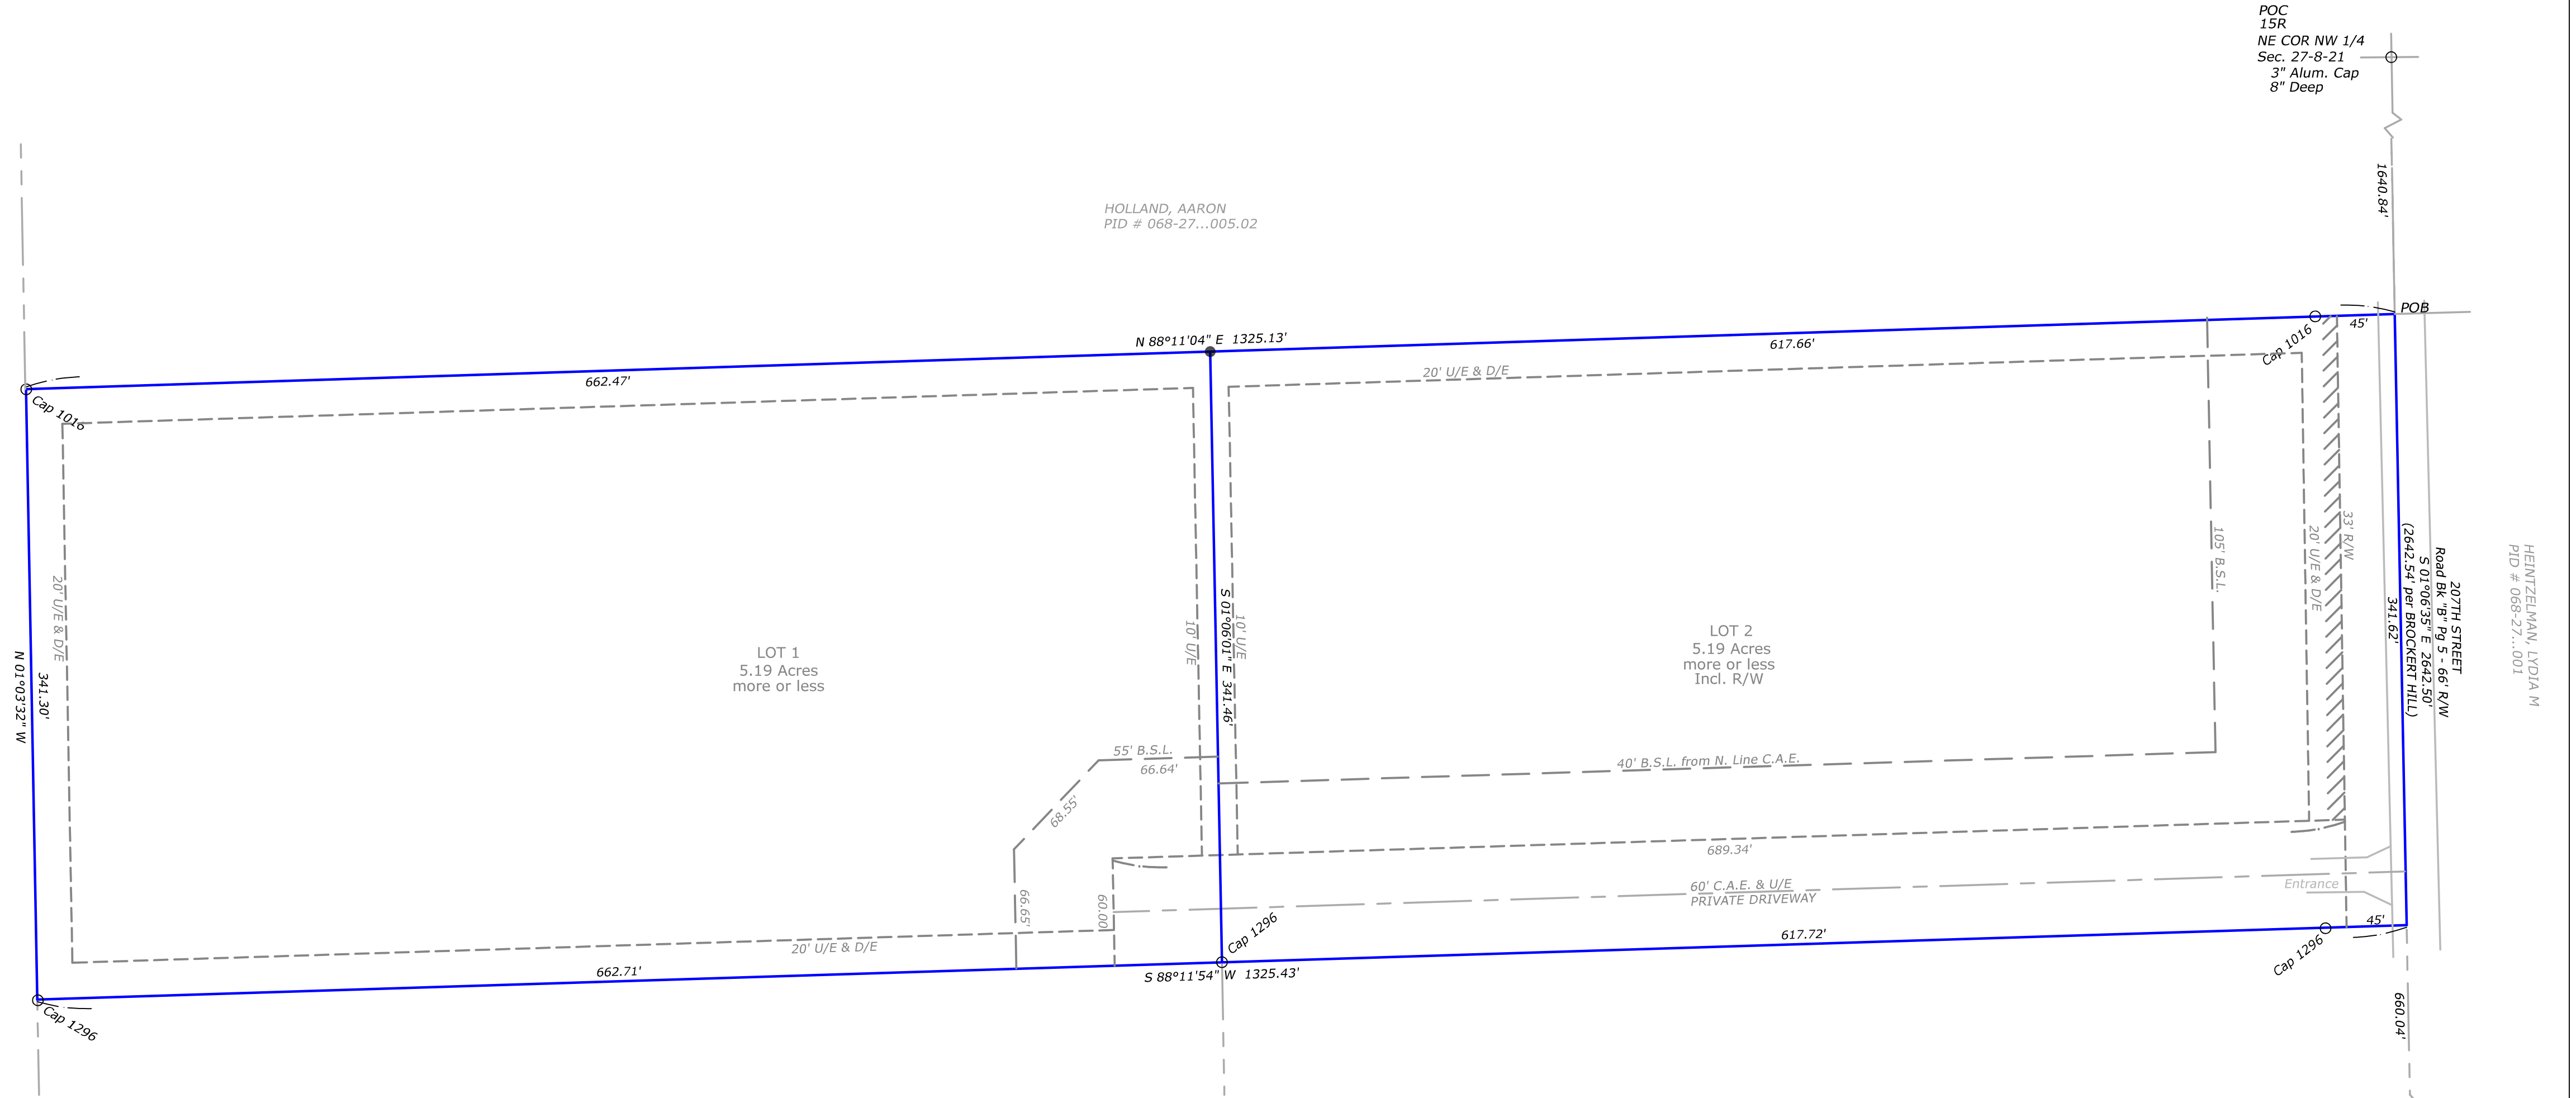 POC
15R
NE COR NW 1/4
Sec. 27-8-21
3" Alum. Cap
8" Deep
1640.84'
HOLLAND, AARON
PID # 068-27...005.02
POB
45'
Cap 1016
N 88°11'04" E 1325.13'
617.66'
662.47'
20' U/E & D/E
Cap 1016
20' U/E & D/E
N 01°03'32" W
341.30'
LOT 1
5.19 Acres
more or less
10' U/E
S 01°06'01" E 341.46'
10' U/E
LOT 2
5.19 Acres
more or less
Incl. R/W
105' B.S.L.
20' U/E & D/E
33' R/W
341.62'
(2642.54' per BROCKERT HILL)
S 01°06'35" E 2642.50'
Road Bk "B" Pg 5 - 66' R/W
207TH STREET
HEINTZELMAN, LYDIA M
PID # 068-27...001
55' B.S.L.
66.64'
68.55'
66.65'
60.00
40' B.S.L. from N. Line C.A.E.
689.34'
60' C.A.E. & U/E
PRIVATE DRIVEWAY
Entrance
45'
Cap 1296
617.72'
Cap 1296
20' U/E & D/E
662.71'
S 88°11'54" W 1325.43'
Cap 1296
660.04'